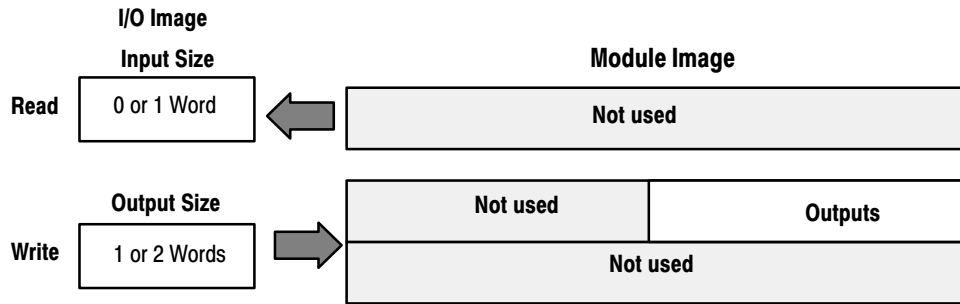 I/O Image
Input Size
Module Image
Read
0 or 1 Word
Not used
Output Size
Not used
Outputs
Write
1 or 2 Words
Not used